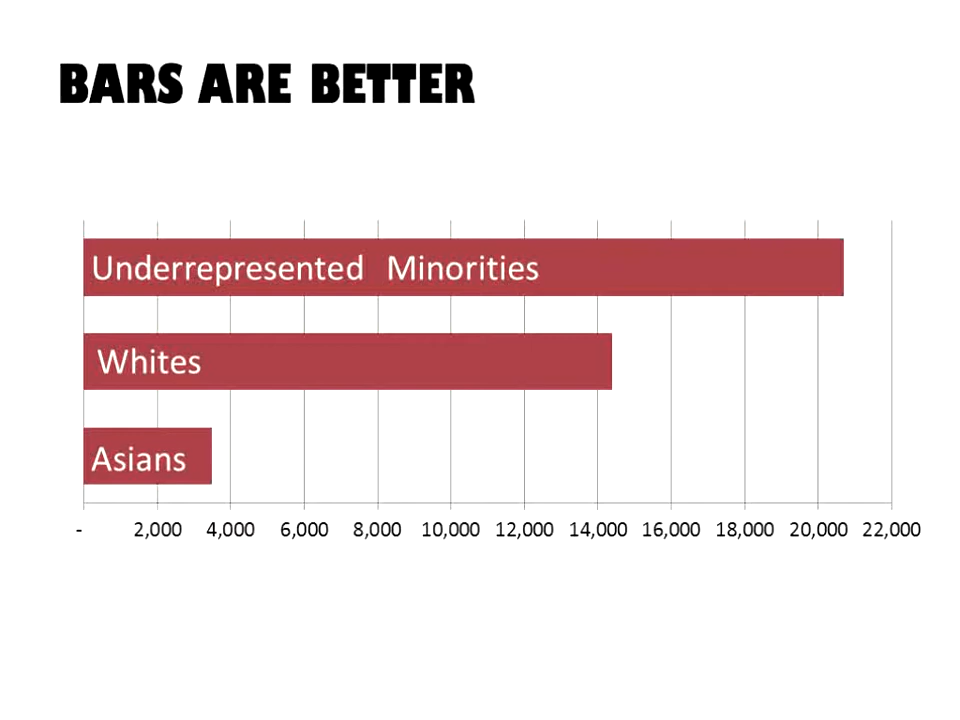 BARS ARE BETTER
Underrepresented Minorities
Whites
Asians
- 2,000 4,000 6,000 8,000 10,000 12,000 14,000 16,000 18,000 20,000 22,000